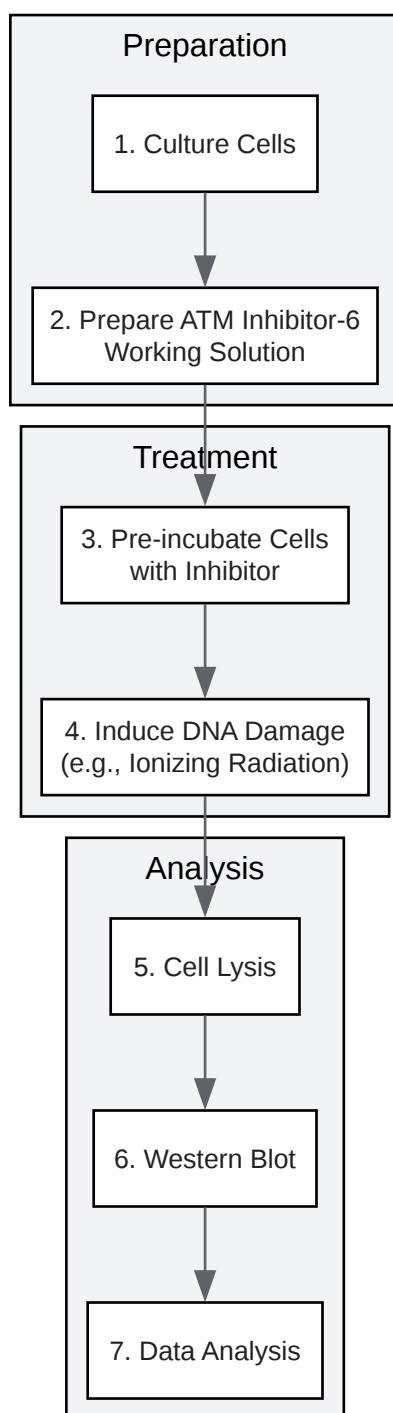 Preparation
1. Culture Cells
2. Prepare ATM Inhibitor-6
Working Solution
Treatment
3. Pre-incubate Cells
with Inhibitor
4. Induce DNA Damage
(e.g., Ionizing Radiation)
Analysis
5. Cell Lysis
6. Western Blot
7. Data Analysis